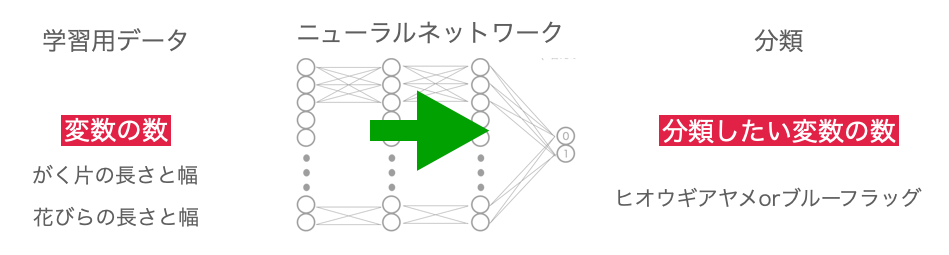 学習用データ
ニューラルネットワーク
分類
変数の数
がく片の長さと幅
花びらの長さと幅
0
1
分類したい変数の数
ヒオウギアヤメorブルーフラッグ